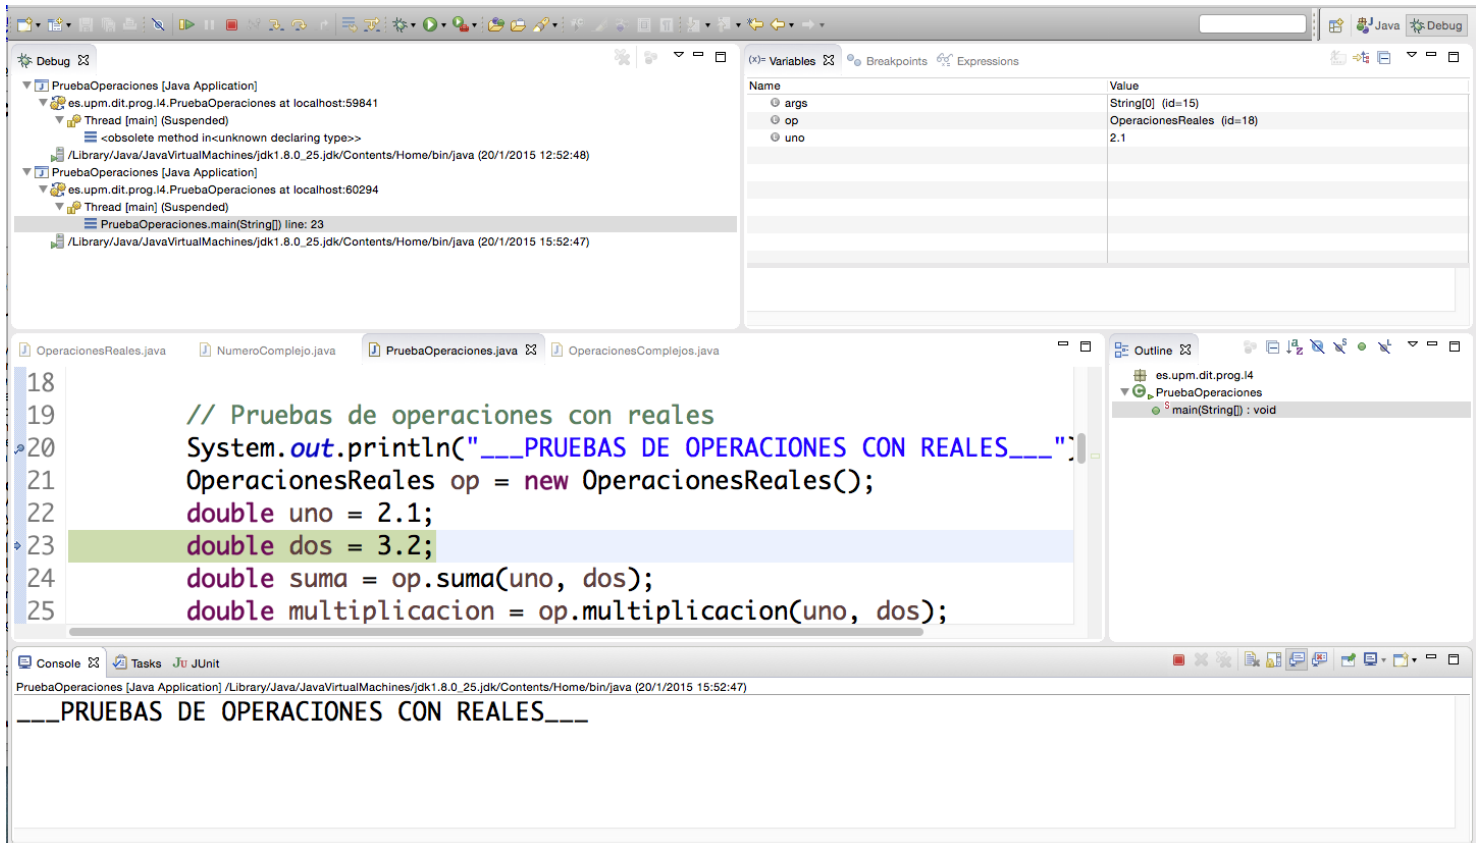 Java Debug
Debug
PruebaOperaciones [Java Application]
es.upm.dit.prog.l4.PruebaOperaciones at localhost:59841
Thread [main] (Suspended)
<obsolete method in<unknown declaring type>>
/Library/Java/JavaVirtualMachines/jdk1.8.0_25.jdk/Contents/Home/bin/java (20/1/2015 12:52:48)
PruebaOperaciones [Java Application]
es.upm.dit.prog.l4.PruebaOperaciones at localhost:60294
Thread [main] (Suspended)
PruebaOperaciones.main(String[]) line: 23
/Library/Java/JavaVirtualMachines/jdk1.8.0_25.jdk/Contents/Home/bin/java (20/1/2015 15:52:47)
(x)= Variables Breakpoints Expressions
Name Value
args String[0] (id=15)
op OperacionesReales (id=18)
uno 2.1
OperacionesReales.java NumeroComplejo.java PruebaOperaciones.java OperacionesComplejos.java
18
19 // Pruebas de operaciones con reales
20 System.out.println("___PRUEBAS DE OPERACIONES CON REALES___")
21 OperacionesReales op = new OperacionesReales();
22 double uno = 2.1;
23 double dos = 3.2;
24 double suma = op.suma(uno, dos);
25 double multiplicacion = op.multiplicacion(uno, dos);
Outline
es.upm.dit.prog.l4
PruebaOperaciones
main(String[]) : void
Console Tasks JUnit
PruebaOperaciones [Java Application] /Library/Java/JavaVirtualMachines/jdk1.8.0_25.jdk/Contents/Home/bin/java (20/1/2015 15:52:47)
___PRUEBAS DE OPERACIONES CON REALES___